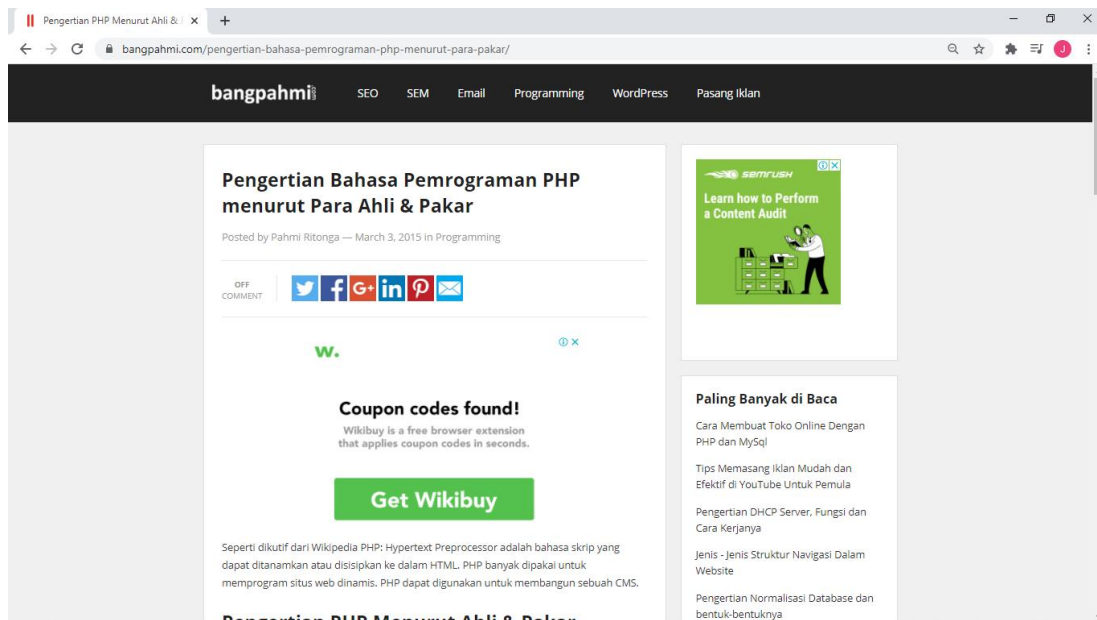 Pengertian PHP Menurut Ahli &
bangpahmi.com/pengertian-bahasa-pemrograman-php-menurut-para-pakar/
J
bangpahmi
SEO
SEM
Email
Programming
WordPress
Pasang Iklan
Pengertian Bahasa Pemrograman PHP
menurut Para Ahli & Pakar
Posted by Pahmi Ritonga — March 3, 2015 in Programming
OFF
COMMENT
G+
in
w.
Coupon codes found!
Wikibuy is a free browser extension
that applies coupon codes in seconds.
Get Wikibuy
Seperti dikutif dari Wikipedia PHP: Hypertext Preprocessor adalah bahasa skrip yang
dapat ditanamkan atau disisipkan ke dalam HTML. PHP banyak dipakai untuk
memprogram situs web dinamis. PHP dapat digunakan untuk membangun sebuah CMS.
Pengertian PHP Menurut Ahli & Pakar
semrush
Learn how to Perform
a Content Audit
Paling Banyak di Baca
Cara Membuat Toko Online Dengan
PHP dan MySql
Tips Memasang Iklan Mudah dan
Efektif di YouTube Untuk Pemula
Pengertian DHCP Server, Fungsi dan
Cara Kerjanya
Jenis - Jenis Struktur Navigasi Dalam
Website
Pengertian Normalisasi Database dan
bentuk-bentuknya